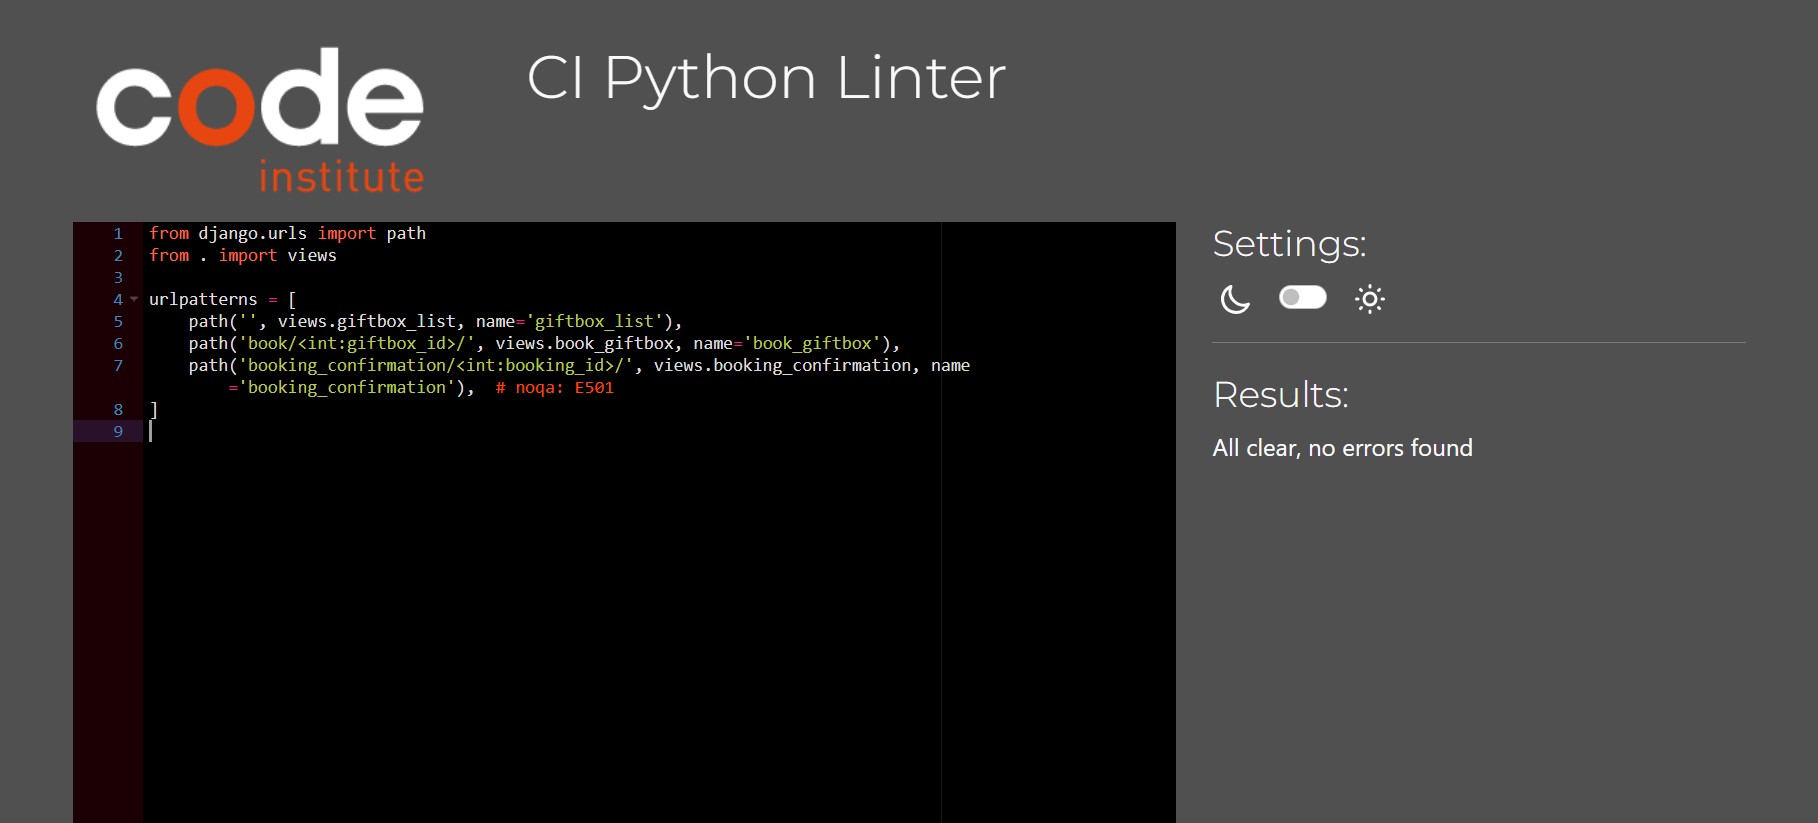 code
institute
CI Python Linter
1 from django.urls import path
2 from . import views
3
4 urlpatterns = [
5     path('', views.giftbox_list, name='giftbox_list'),
6     path('book/<int:giftbox_id>/', views.book_giftbox, name='book_giftbox'),
7     path('booking_confirmation/<int:booking_id>/', views.booking_confirmation, name
='booking_confirmation'),  # noqa: E501
8 ]
9
Settings:
Results:
All clear, no errors found